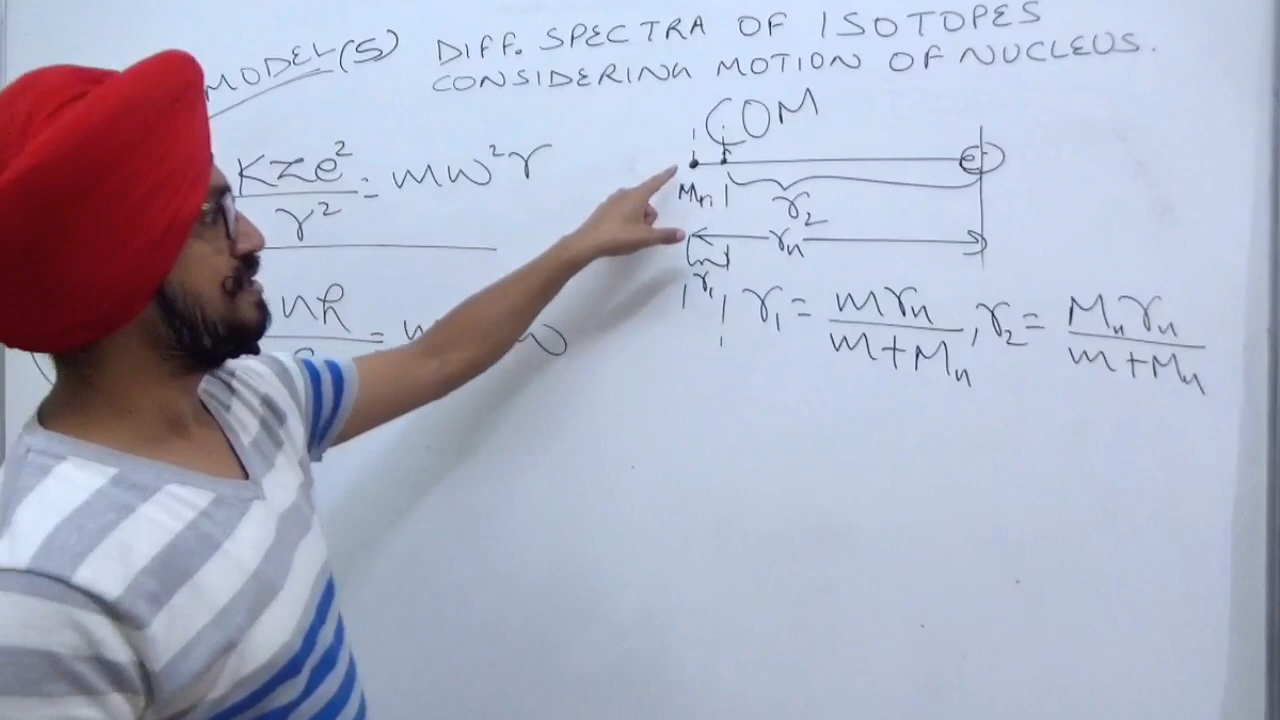 MODEL(5) DIFF. SPECTRA OF ISOTOPES
CONSIDERING MOTION OF NUCLEUS.
COM
KZe² / r² = mω²r
e⁻
Mn
r₂
rn
r₁
nh
r₁ = mrn / m+Mn , r₂ = Mnrn / m+Mn